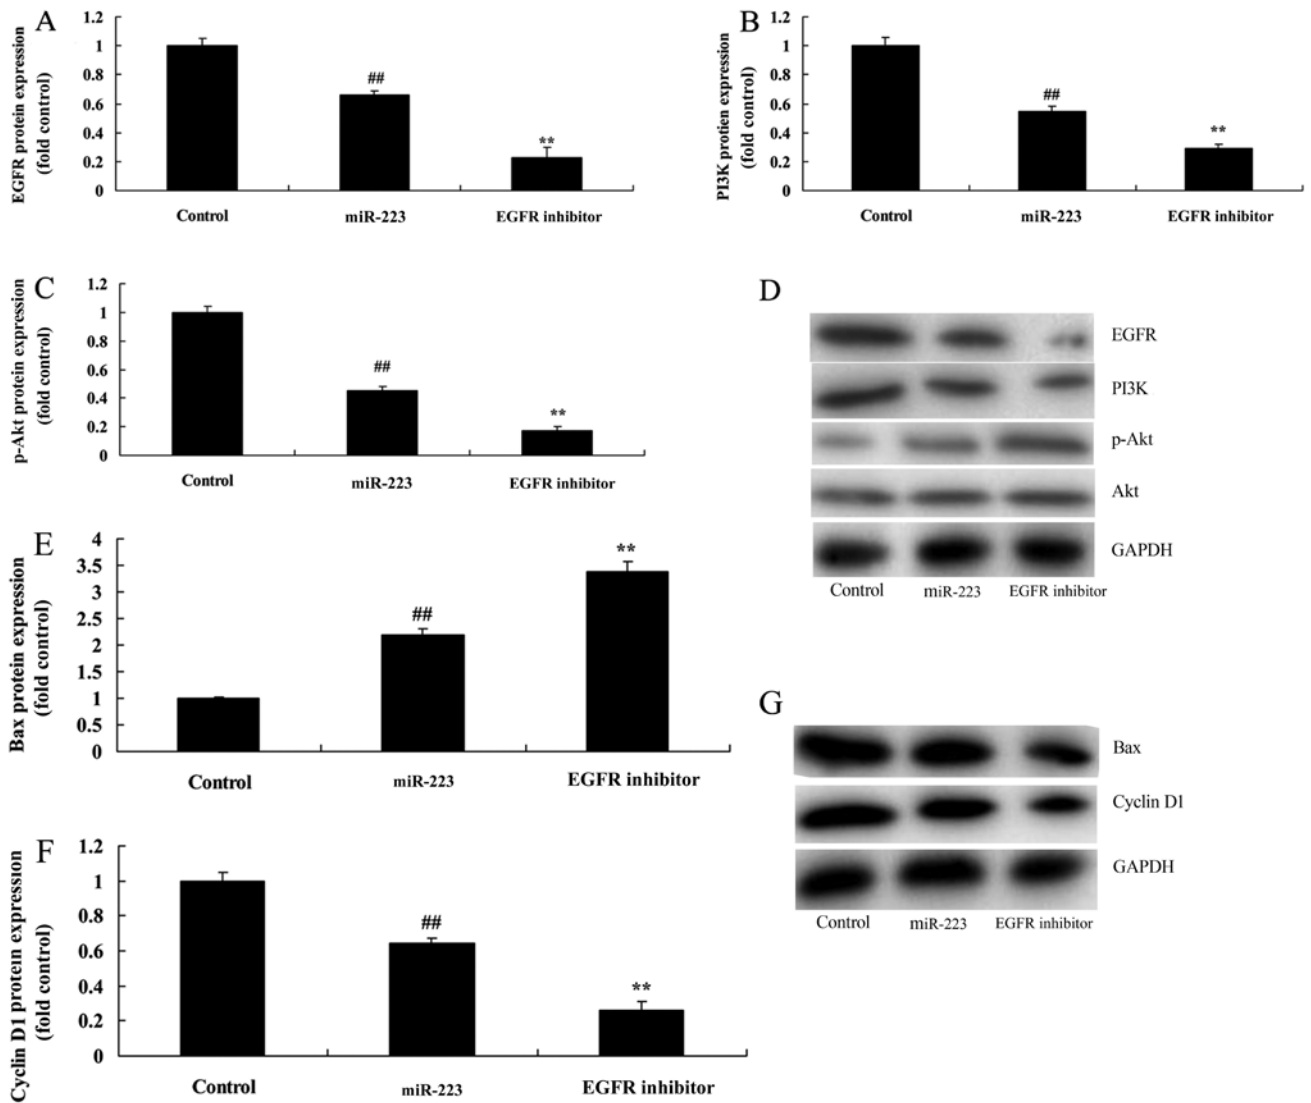 A
EGFR protein expression
(fold control)
1.2
1
0.8
0.6
0.4
0.2
0
##
**
Control
miR-223
EGFR inhibitor
B
PI3K protien expression
(fold control)
1.2
1
0.8
0.6
0.4
0.2
0
##
**
Control
miR-223
EGFR inhibitor
C
p-Akt protein expression
(fold control)
1.2
1
0.8
0.6
0.4
0.2
0
##
**
Control
miR-223
EGFR inhibitor
D
EGFR
PI3K
p-Akt
Akt
GAPDH
Control
miR-223
EGFR inhibitor
E
Bax protein expression
(fold control)
4
3.5
3
2.5
2
1.5
1
0.5
0
##
**
Control
miR-223
EGFR inhibitor
G
Bax
Cyclin D1
GAPDH
Control
miR-223
EGFR inhibitor
F
Cyclin D1 protein expression
(fold control)
1.2
1
0.8
0.6
0.4
0.2
0
##
**
Control
miR-223
EGFR inhibitor